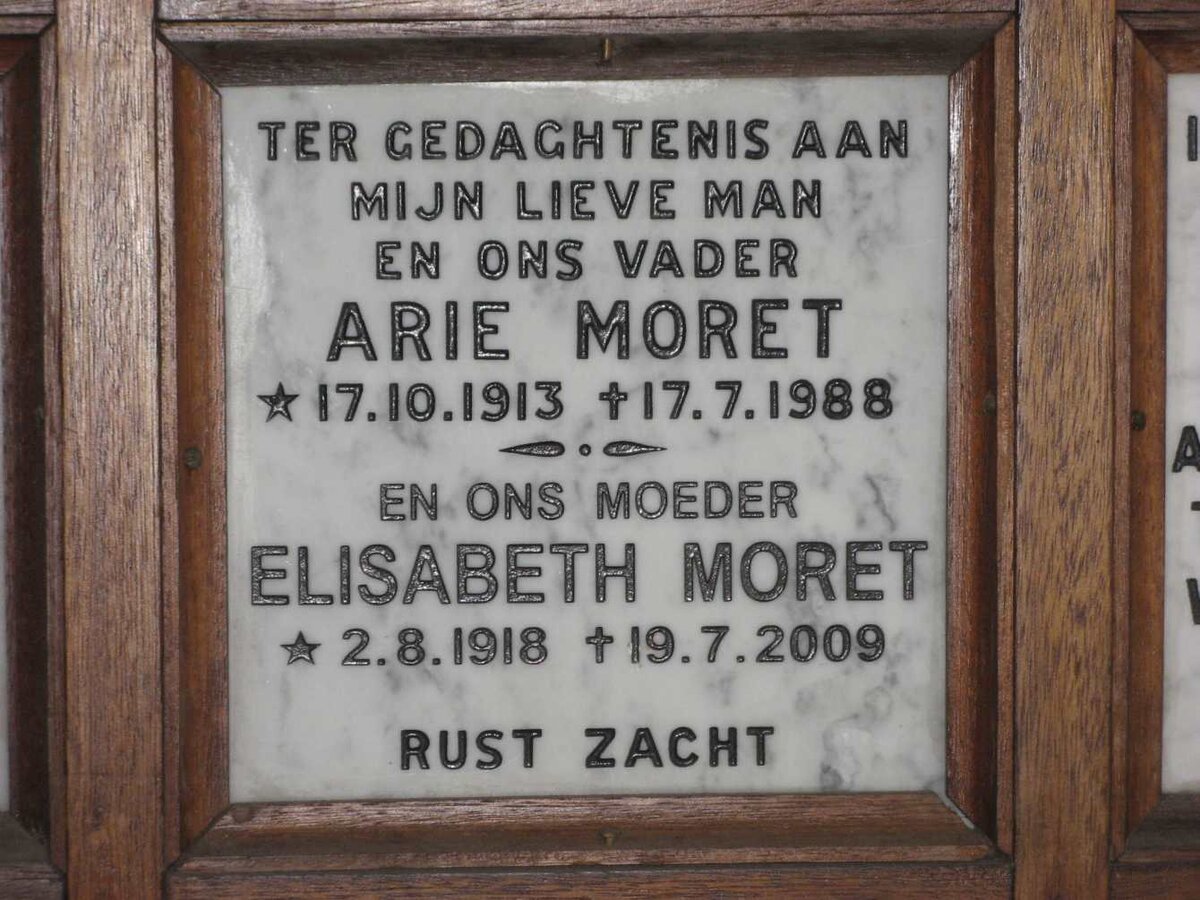 TER GEDACHTENIS AAN
MIJN LIEVE MAN
EN ONS VADER
ARIE MORET
★ 17.10.1913 ✝ 17.7.1988
EN ONS MOEDER
ELISABETH MORET
★ 2.8.1918 ✝ 19.7.2009
RUST ZACHT